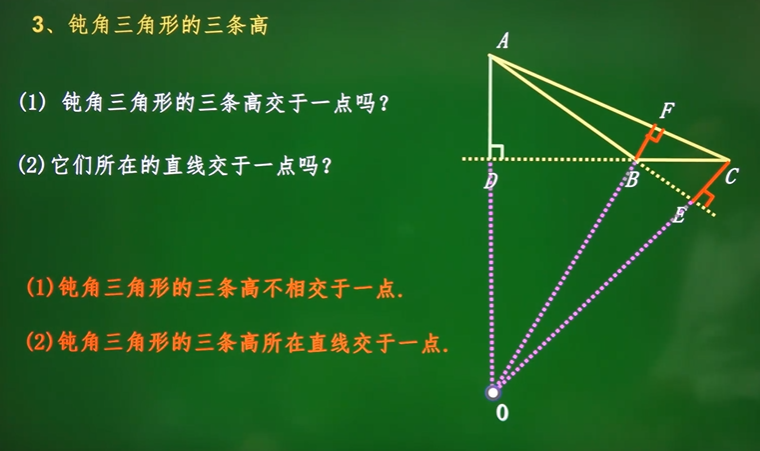 3、钝角三角形的三条高
(1) 钝角三角形的三条高交于一点吗?
(2)它们所在的直线交于一点吗?
(1)钝角三角形的三条高不相交于一点.
(2)钝角三角形的三条高所在直线交于一点.
A
F
D
B
C
E
O